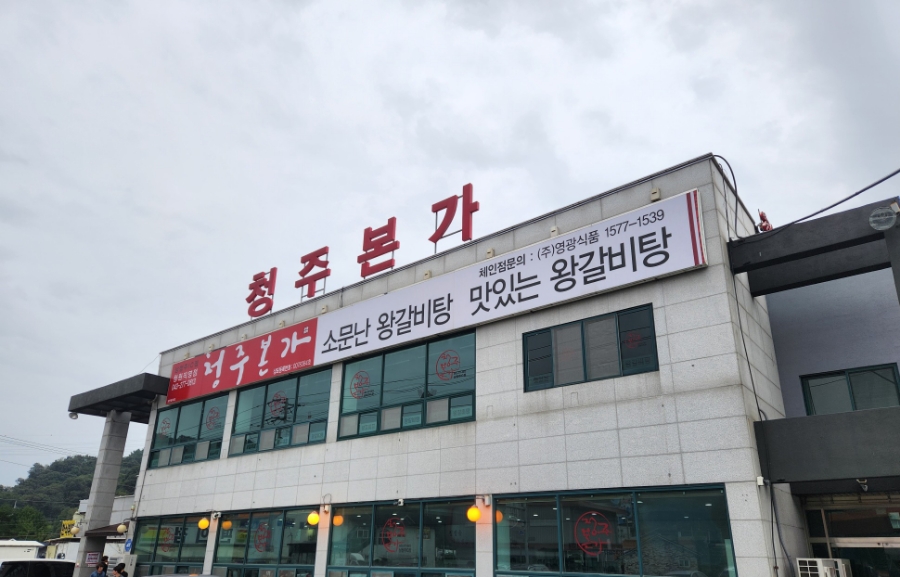 청주본가
청주본가
소문난 왕갈비탕 맛있는 왕갈비탕
체인점문의 : (주)영광식품 1577-1539